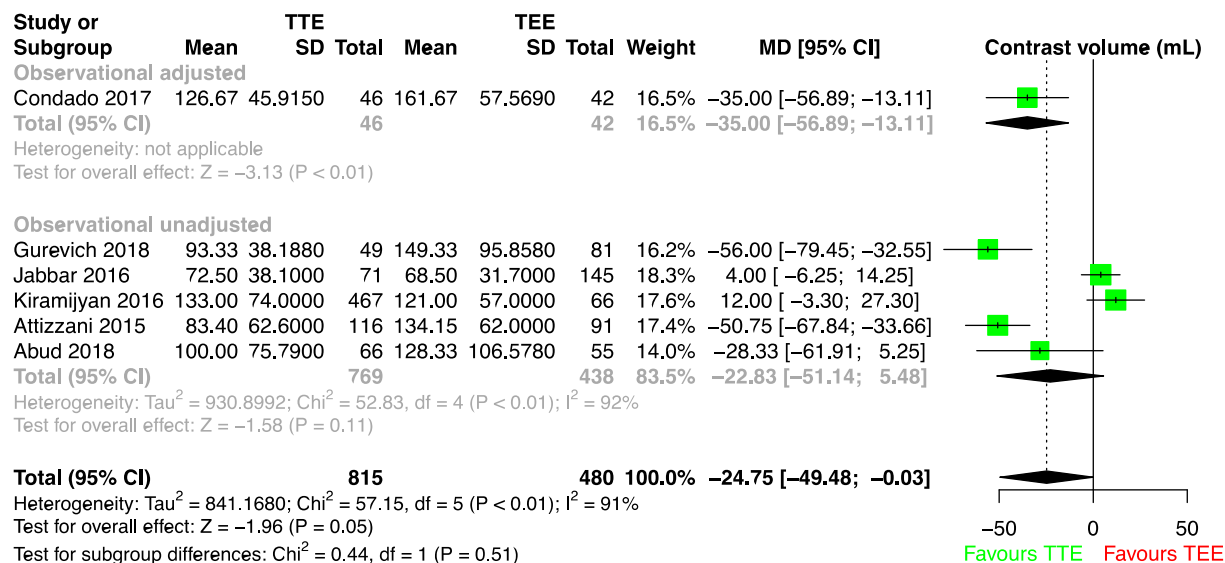 Study or TTE TEE
Subgroup Mean SD Total Mean SD Total Weight MD [95% CI] Contrast volume (mL)
Observational adjusted
Condado 2017 126.67 45.9150 46 161.67 57.5690 42 16.5% −35.00 [−56.89; −13.11]
Total (95% CI) 46 42 16.5% −35.00 [−56.89; −13.11]
Heterogeneity: not applicable
Test for overall effect: Z = −3.13 (P < 0.01)
Observational unadjusted
Gurevich 2018 93.33 38.1880 49 149.33 95.8580 81 16.2% −56.00 [−79.45; −32.55]
Jabbar 2016 72.50 38.1000 71 68.50 31.7000 145 18.3% 4.00 [ −6.25; 14.25]
Kiramijyan 2016 133.00 74.0000 467 121.00 57.0000 66 17.6% 12.00 [ −3.30; 27.30]
Attizzani 2015 83.40 62.6000 116 134.15 62.0000 91 17.4% −50.75 [−67.84; −33.66]
Abud 2018 100.00 75.7900 66 128.33 106.5780 55 14.0% −28.33 [−61.91; 5.25]
Total (95% CI) 769 438 83.5% −22.83 [−51.14; 5.48]
Heterogeneity: Tau² = 930.8992; Chi² = 52.83, df = 4 (P < 0.01); I² = 92%
Test for overall effect: Z = −1.58 (P = 0.11)
Total (95% CI) 815 480 100.0% −24.75 [−49.48; −0.03]
Heterogeneity: Tau² = 841.1680; Chi² = 57.15, df = 5 (P < 0.01); I² = 91%
Test for overall effect: Z = −1.96 (P = 0.05)
Test for subgroup differences: Chi² = 0.44, df = 1 (P = 0.51)
−50 0 50
Favours TTE Favours TEE